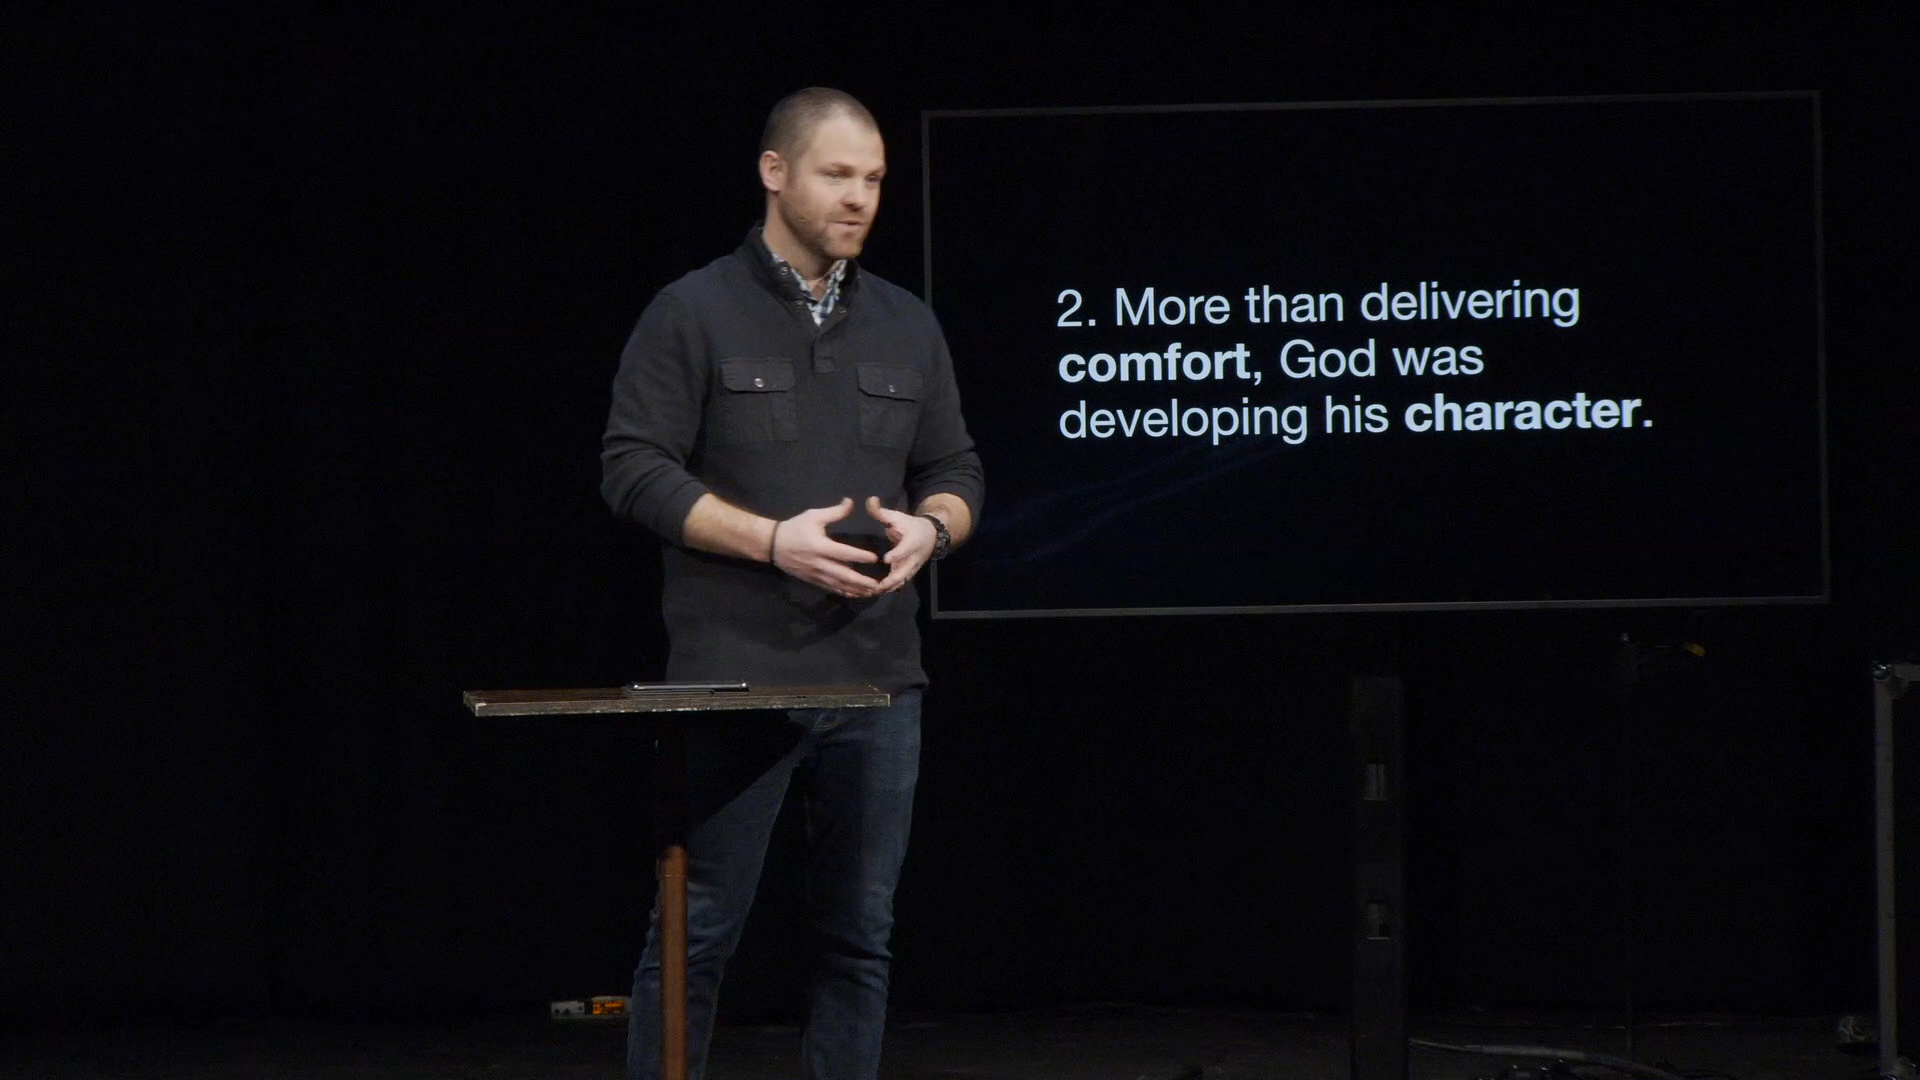 2. More than delivering
comfort, God was
developing his character.